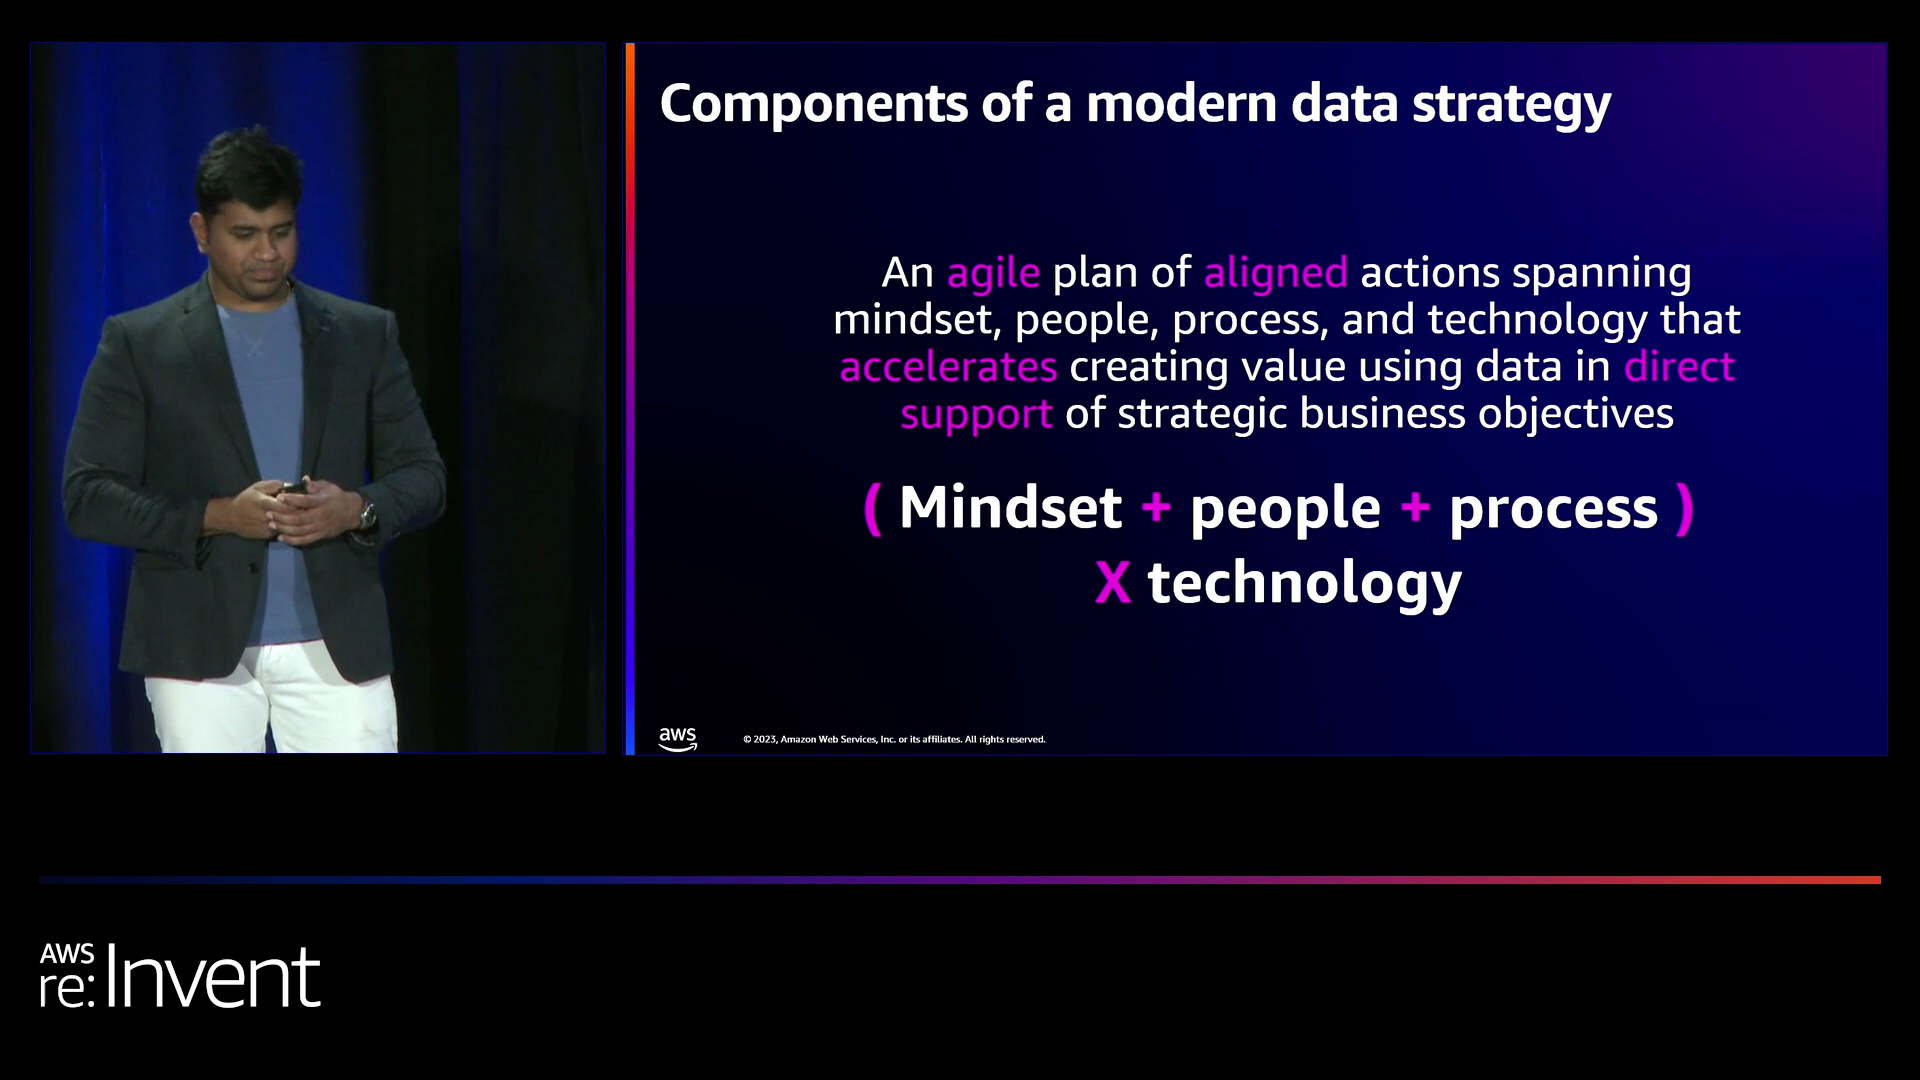 Components of a modern data strategy
An agile plan of aligned actions spanning
mindset, people, process, and technology that
accelerates creating value using data in direct
support of strategic business objectives
( Mindset + people + process )
X technology
aws
© 2023, Amazon Web Services, Inc. or its affiliates. All rights reserved.
AWS
re:Invent